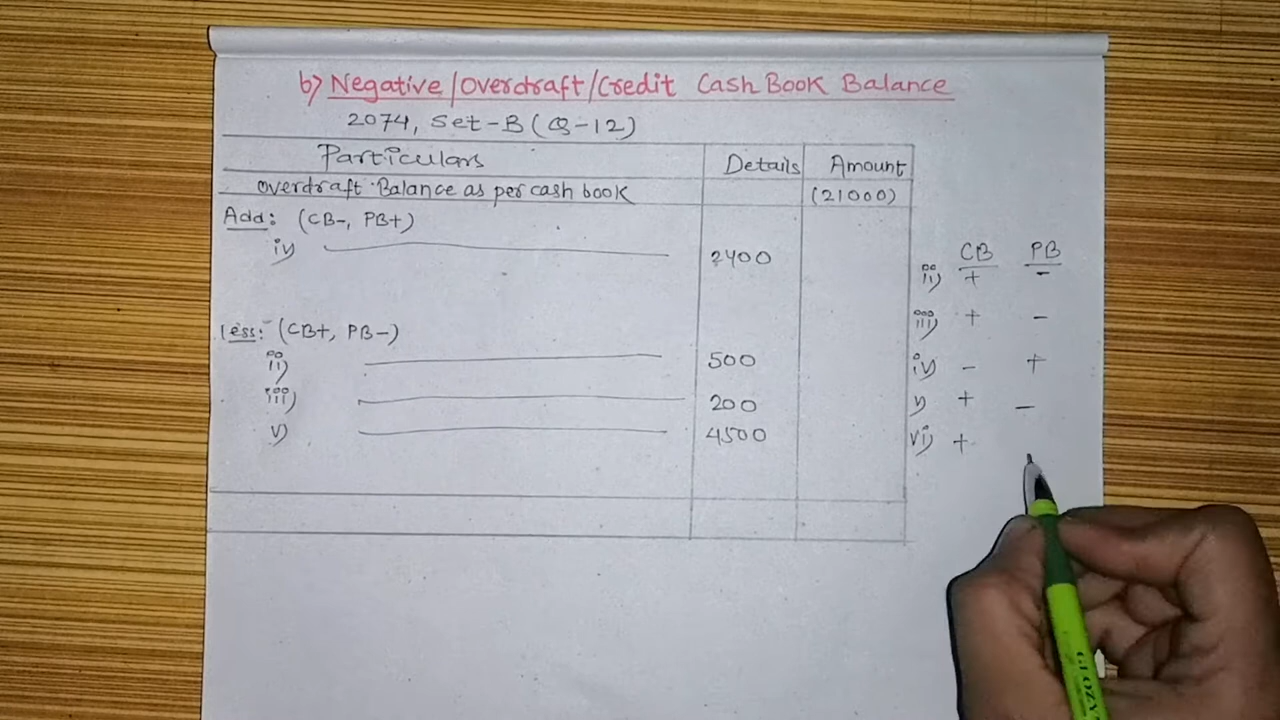 b) Negative/Overdraft/Credit Cash Book Balance
2074, Set-B (Q-12)
Particulars Details Amount
overdraft Balance as per cash book (21000)
Add: (CB-, PB+)
iv) 2400
Less: (CB+, PB-)
ii) 500
iii) 200
v) 4500
CB PB
ii) + -
iii) + -
iv) - +
v) + -
vi) +